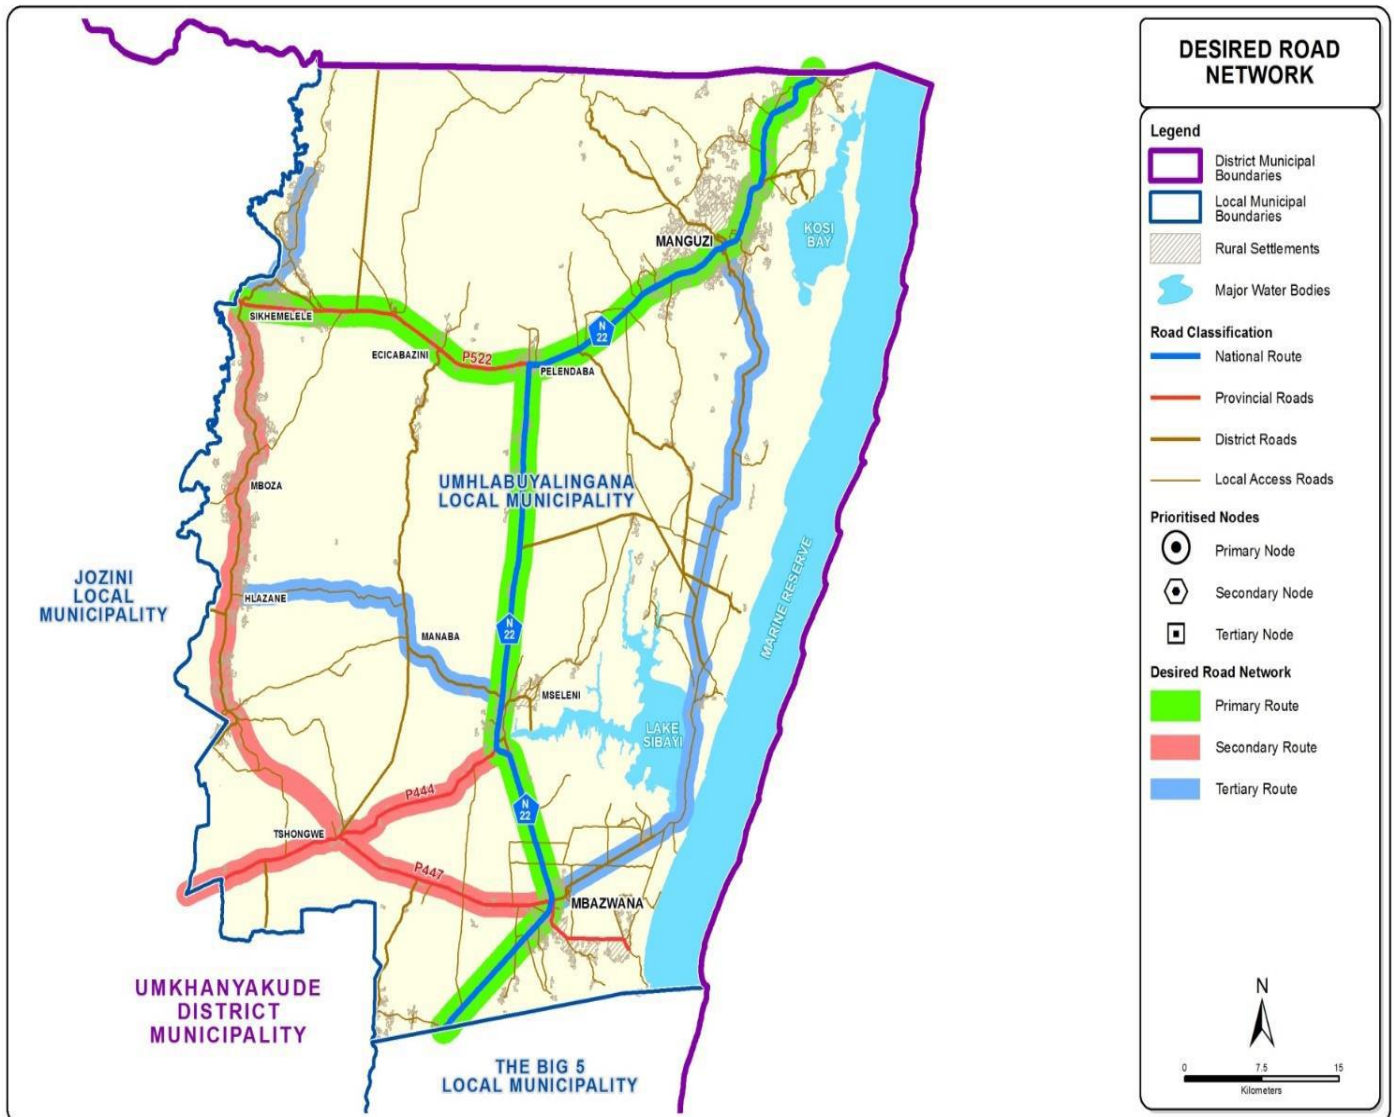 DESIRED ROAD
NETWORK
Legend
District Municipal
Boundaries
Local Municipal
Boundaries
Rural Settlements
Major Water Bodies
Road Classification
National Route
Provincial Roads
District Roads
Local Access Roads
Prioritised Nodes
Primary Node
Secondary Node
Tertiary Node
Desired Road Network
Primary Route
Secondary Route
Tertiary Route
N
0 7.5 15
Kilometers
MANGUZI
KOSI
BAY
SIKHEMELELE
N
22
ECICABAZINI
P522
PELENDABA
UMHLABUYALINGANA
LOCAL MUNICIPALITY
MBOZA
JOZINI
LOCAL
MUNICIPALITY
HLAZANE
MARINE RESERVE
N
22
MANABA
MSELENI
LAKE
SIBAYI
P444
N
22
TSHONGWE
P447
MBAZWANA
UMKHANYAKUDE
DISTRICT
MUNICIPALITY
THE BIG 5
LOCAL MUNICIPALITY